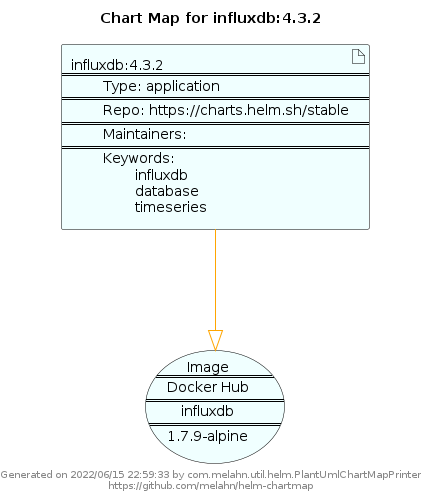 Chart Map for influxdb:4.3.2
influxdb:4.3.2
Type: application
Repo: https://charts.helm.sh/stable
Maintainers:
Keywords:
influxdb
database
timeseries
Image
Docker Hub
influxdb
1.7.9-alpine
Generated on 2022/06/15 22:59:33 by com.melahn.util.helm.PlantUmlChartMapPrinter
https://github.com/melahn/helm-chartmap